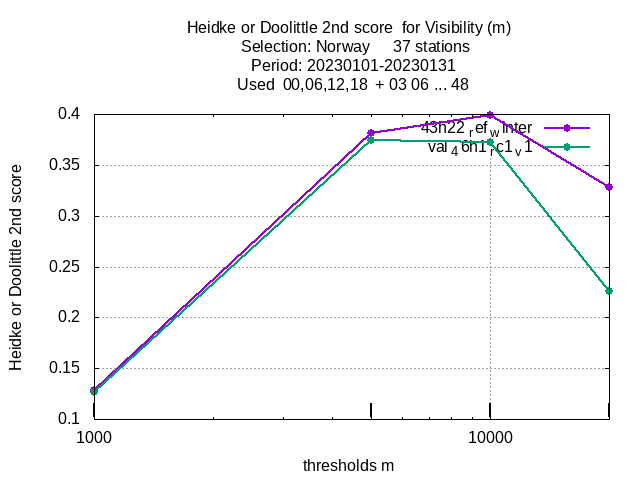 Heidke or Doolittle 2nd score  for Visibility (m)
Selection: Norway     37 stations
Period: 20230101-20230131
Used  00,06,12,18  + 03 06 ... 48
Heidke or Doolittle 2nd score
0.4
0.35
0.3
0.25
0.2
0.15
0.1
43h22refwinter
val46h1rc1v1
1000
10000
thresholds m